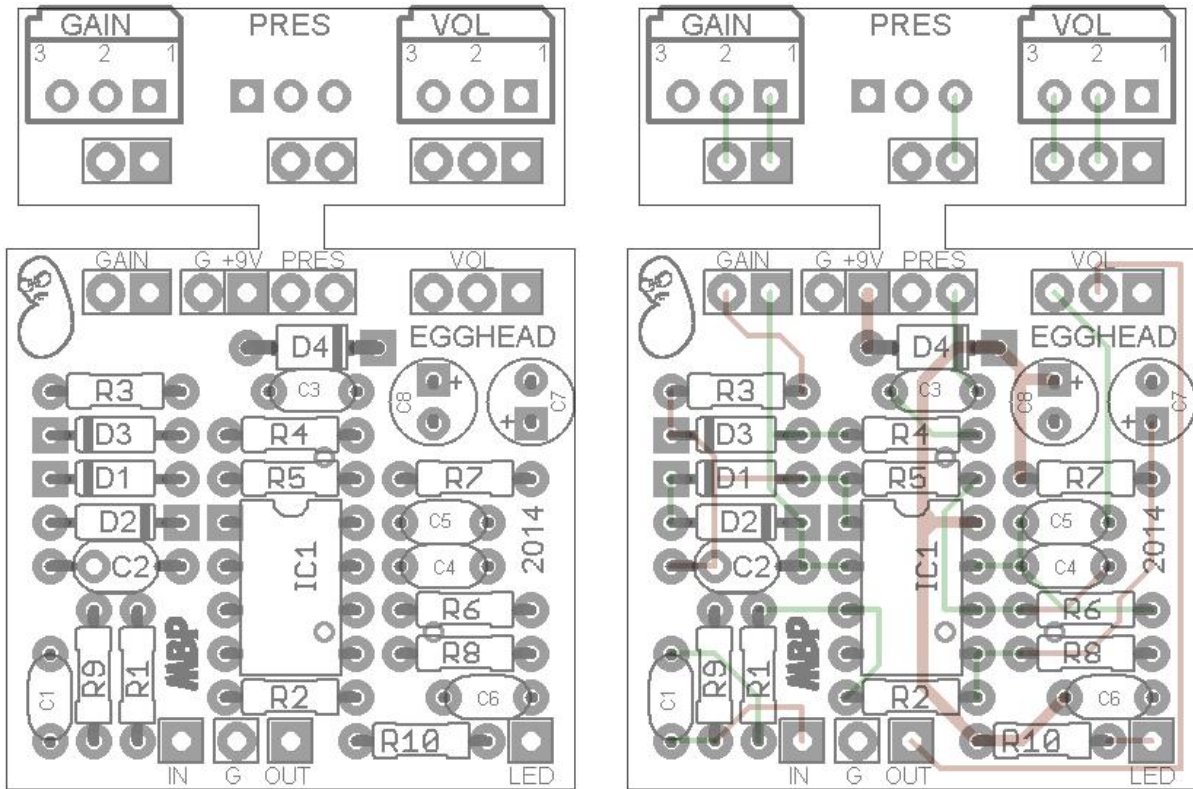 GAIN PRES VOL
3 2 1 3 2 1
GAIN G +9V PRES VOL
D4 EGGHEAD
R3 C3 C8 + + C7
D3 R4
D1 R5 R7
D2 C5
IC1 2014
C2 C4
R6
MBP
R9 R1 R8
C1 R2 C6
R10
IN G OUT LED
GAIN PRES VOL
3 2 1 3 2 1
GAIN G +9V PRES VOL
D4 EGGHEAD
R3 C3 C8 + + C7
D3 R4
D1 R5 R7
D2 C5
IC1 2014
C2 C4
R6
MBP
R9 R1 R8
C1 R2 C6
R10
IN G OUT LED